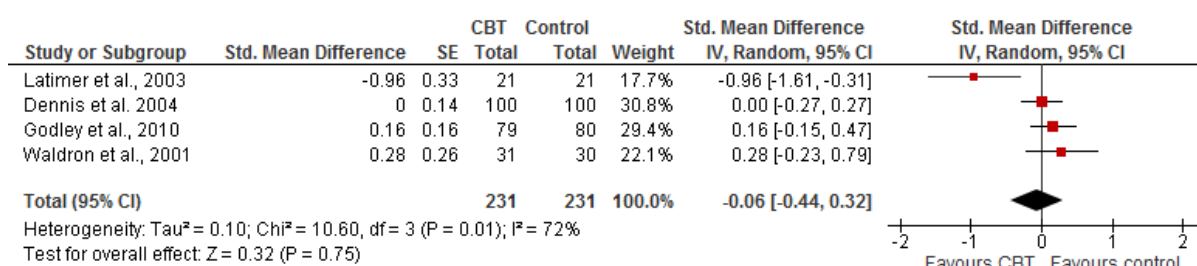 CBT Control Std. Mean Difference Std. Mean Difference
Study or Subgroup Std. Mean Difference SE Total Total Weight IV, Random, 95% CI IV, Random, 95% CI
Latimer et al., 2003 -0.96 0.33 21 21 17.7% -0.96 [-1.61, -0.31]
Dennis et al. 2004 0 0.14 100 100 30.8% 0.00 [-0.27, 0.27]
Godley et al., 2010 0.16 0.16 79 80 29.4% 0.16 [-0.15, 0.47]
Waldron et al., 2001 0.28 0.26 31 30 22.1% 0.28 [-0.23, 0.79]
Total (95% CI) 231 231 100.0% -0.06 [-0.44, 0.32]
Heterogeneity: Tau² = 0.10; Chi² = 10.60, df = 3 (P = 0.01); I² = 72%
Test for overall effect: Z = 0.32 (P = 0.75)
-2 -1 0 1 2
Favours CBT Favours control